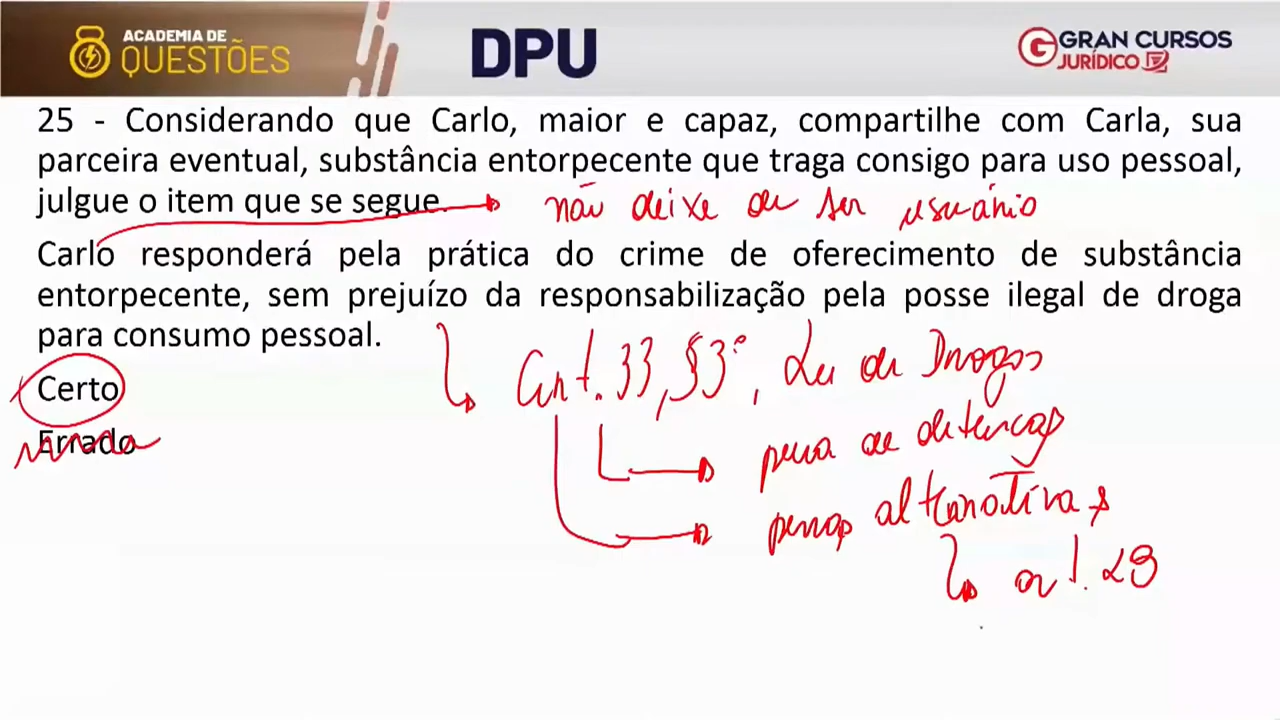 ACADEMIA DE
QUESTÕES
DPU
GRAN CURSOS
JURÍDICO
25 - Considerando que Carlo, maior e capaz, compartilhe com Carla, sua
parceira eventual, substância entorpecente que traga consigo para uso pessoal,
julgue o item que se segue.
não deixe de ser usuário
Carlo responderá pela prática do crime de oferecimento de substância
entorpecente, sem prejuízo da responsabilização pela posse ilegal de droga
para consumo pessoal.
Art. 33, §3º, Lei de Drogas
Certo
pena de detenção
Errado
penas alternativas
art. 28